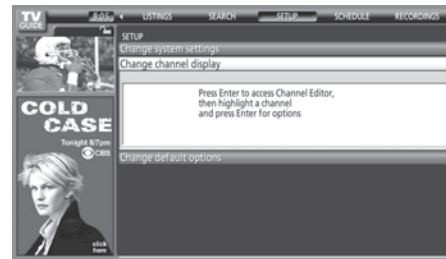 TV
GUIDE
8:05
LISTINGS
SEARCH
SETUP
SCHEDULE
RECORDINGS
SETUP
Change system settings
Change channel display
Press Enter to access Channel Editor,
then highlight a channel
and press Enter for options
Change default options
COLD
CASE
Tonight 8/7pm
CBS
click
here